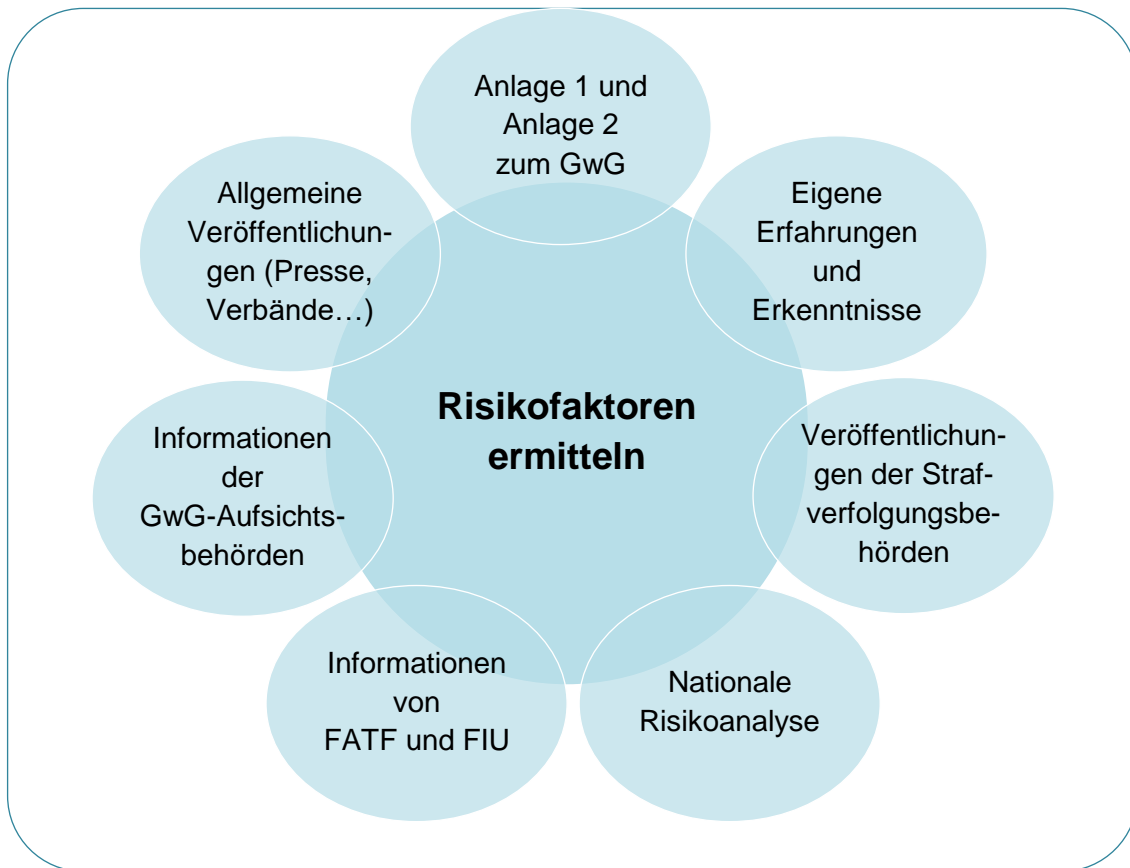 Anlage 1 und
Anlage 2
zum GwG
Eigene
Erfahrungen
und
Erkenntnisse
Veröffentlichun-
gen der Straf-
verfolgungsbe-
hörden
Nationale
Risikoanalyse
Informationen
von
FATF und FIU
Informationen
der
GwG-Aufsichts-
behörden
Allgemeine
Veröffentlichun-
gen (Presse,
Verbände…)
Risikofaktoren
ermitteln